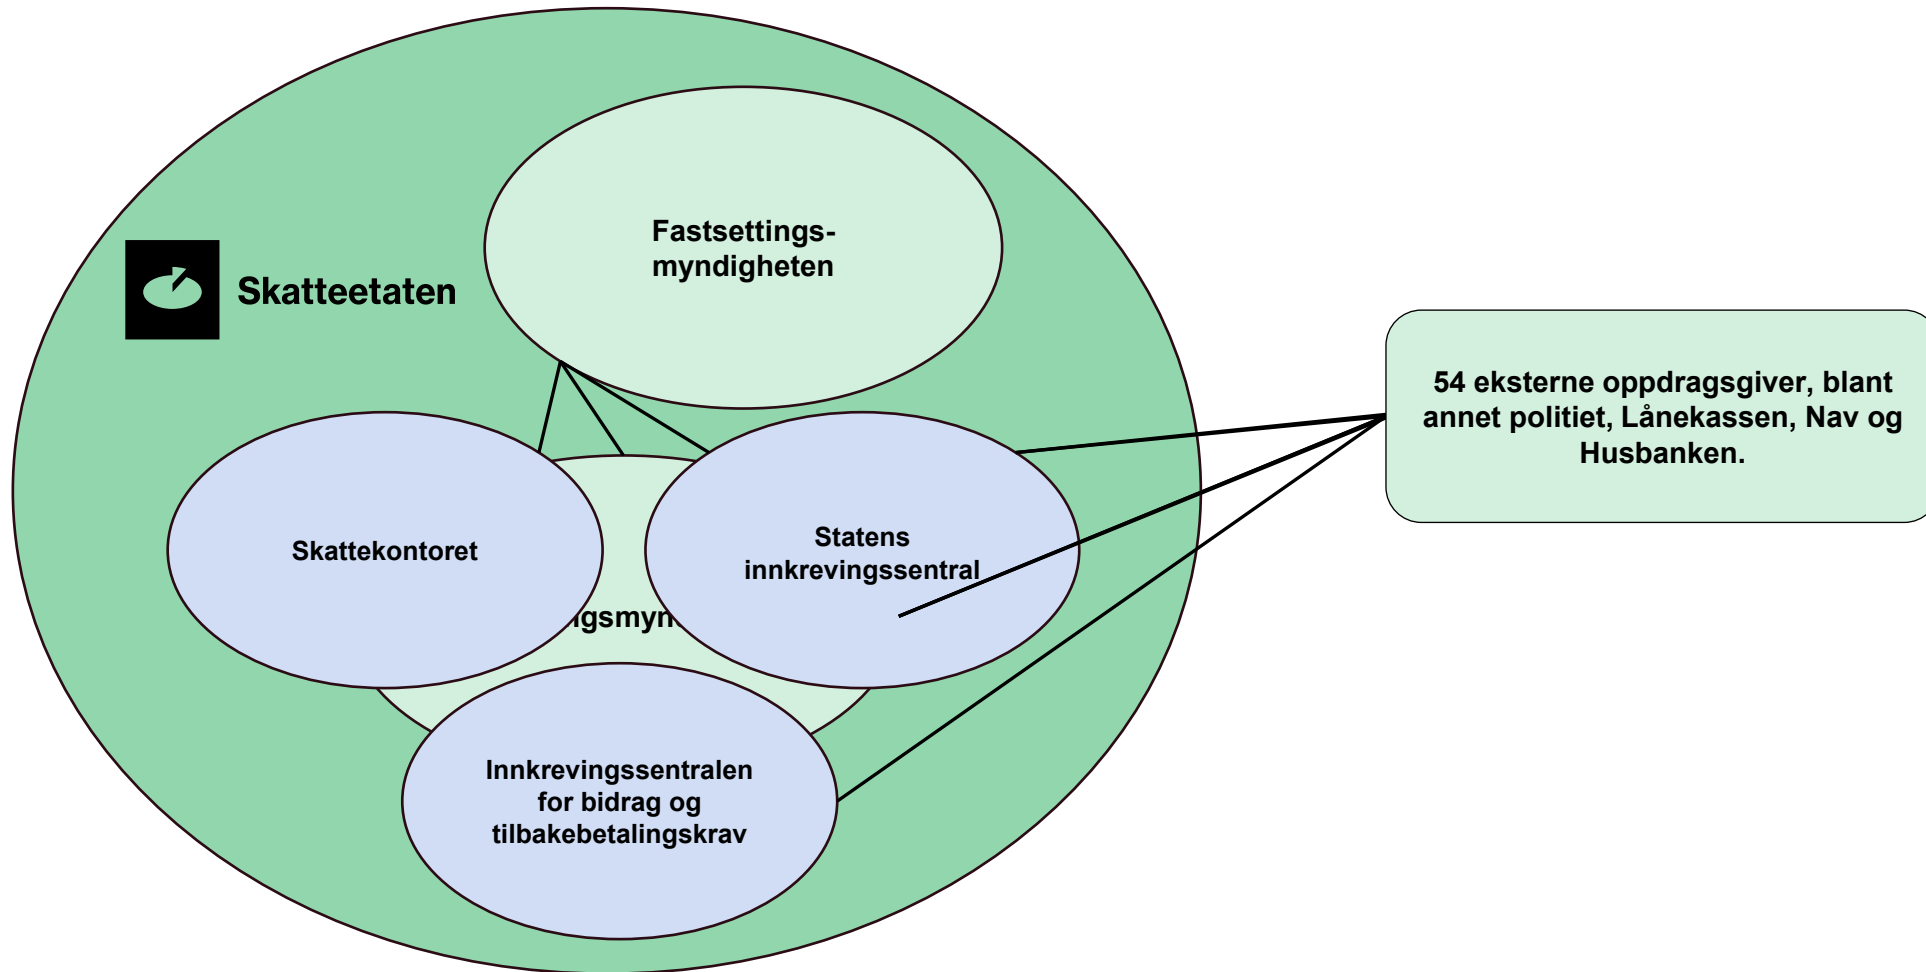 Fastsettings-
myndigheten
Skatteetaten
54 eksterne oppdragsgiver, blant
annet politiet, Lånekassen, Nav og
Husbanken.
Skattekontoret
Statens
innkrevingssentral
Innkrevingssentralen
for bidrag og
tilbakebetalingskrav